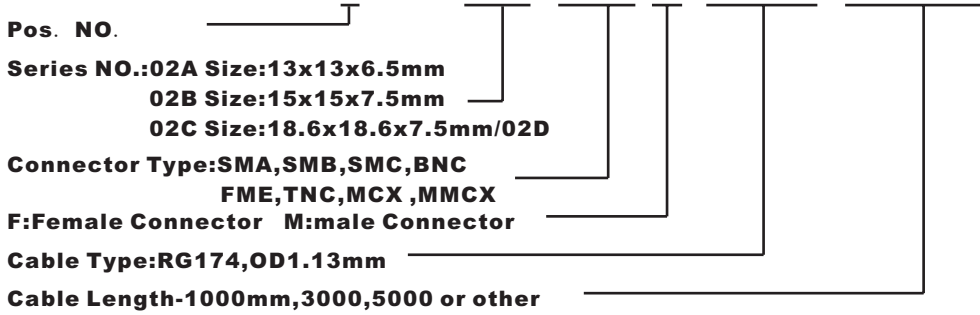 Pos. NO.
Series NO.:02A Size:13x13x6.5mm
02B Size:15x15x7.5mm
02C Size:18.6x18.6x7.5mm/02D
Connector Type:SMA,SMB,SMC,BNC
FME,TNC,MCX ,MMCX
F:Female Connector M:male Connector
Cable Type:RG174,OD1.13mm
Cable Length-1000mm,3000,5000 or other